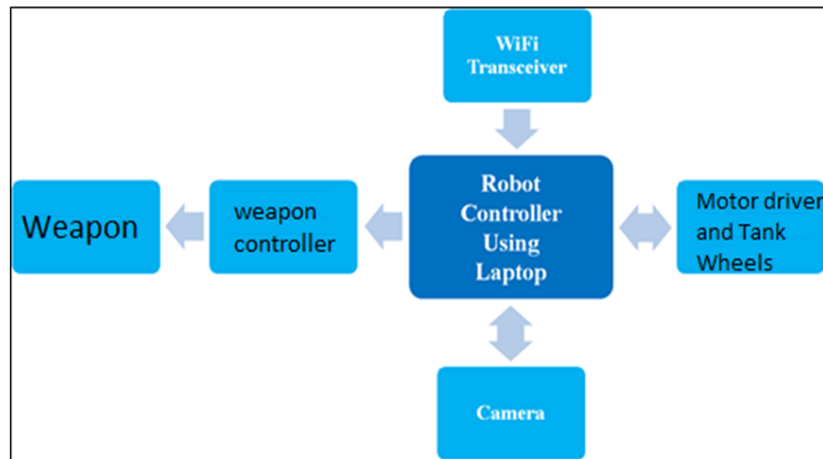 WiFi
Transceiver
Weapon
weapon
controller
Robot
Controller
Using
Laptop
Motor driver
and Tank
Wheels
Camera